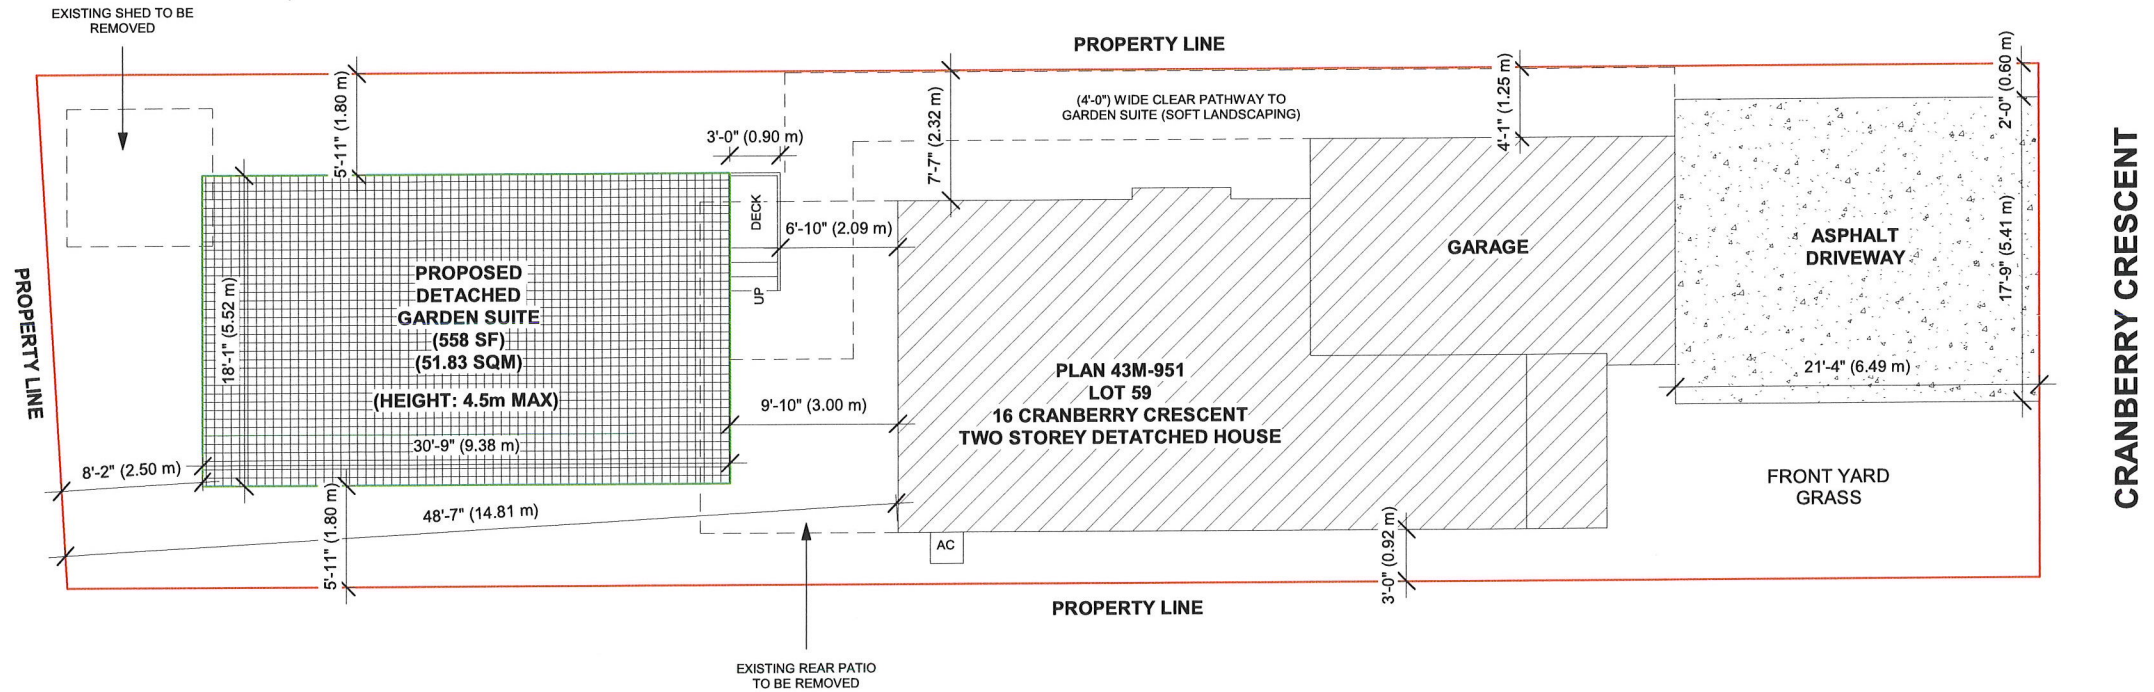 EXISTING SHED TO BE
REMOVED
PROPERTY LINE
5'-11" (1.80 m)
3'-0" (0.90 m)
7'-7" (2.32 m)
(4'-0") WIDE CLEAR PATHWAY TO
GARDEN SUITE (SOFT LANDSCAPING)
4'-1" (1.25 m)
2'-0" (0.60 m)
DECK
UP
6'-10" (2.09 m)
GARAGE
ASPHALT
DRIVEWAY
17'-9" (5.41 m)
CRANBERRY CRESCENT
PROPERTY LINE
18'-1" (5.52 m)
PROPOSED
DETACHED
GARDEN SUITE
(558 SF)
(51.83 SQM)
(HEIGHT: 4.5m MAX)
30'-9" (9.38 m)
9'-10" (3.00 m)
PLAN 43M-951
LOT 59
16 CRANBERRY CRESCENT
TWO STOREY DETATCHED HOUSE
21'-4" (6.49 m)
8'-2" (2.50 m)
48'-7" (14.81 m)
5'-11" (1.80 m)
AC
3'-0" (0.92 m)
FRONT YARD
GRASS
PROPERTY LINE
EXISTING REAR PATIO
TO BE REMOVED